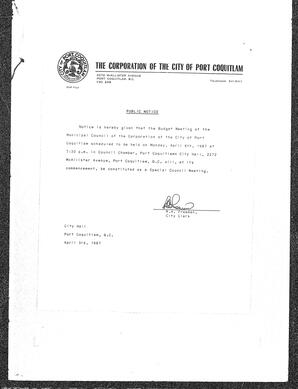 PORT COQUITLAM
THE CORPORATION OF THE CITY OF PORT COQUITLAM
2272 McALLISTER AVENUE
PORT COQUITLAM, B.C.
V3C 2A8
PUBLIC NOTICE
Notice is hereby given that the Budget Meeting of the
Municipal Council of the Corporation of the City of Port
Coquitlam scheduled to be held on Monday, April 6th, 1987 at
7:30 p.m. in Council Chamber, Port Coquitlam City Hall, 2272
McAllister Avenue, Port Coquitlam, B.C. will, at its
commencement, be constituted as a Special Council Meeting.
City Clerk
City Hall
Port Coquitlam, B.C.
April 3rd, 1987